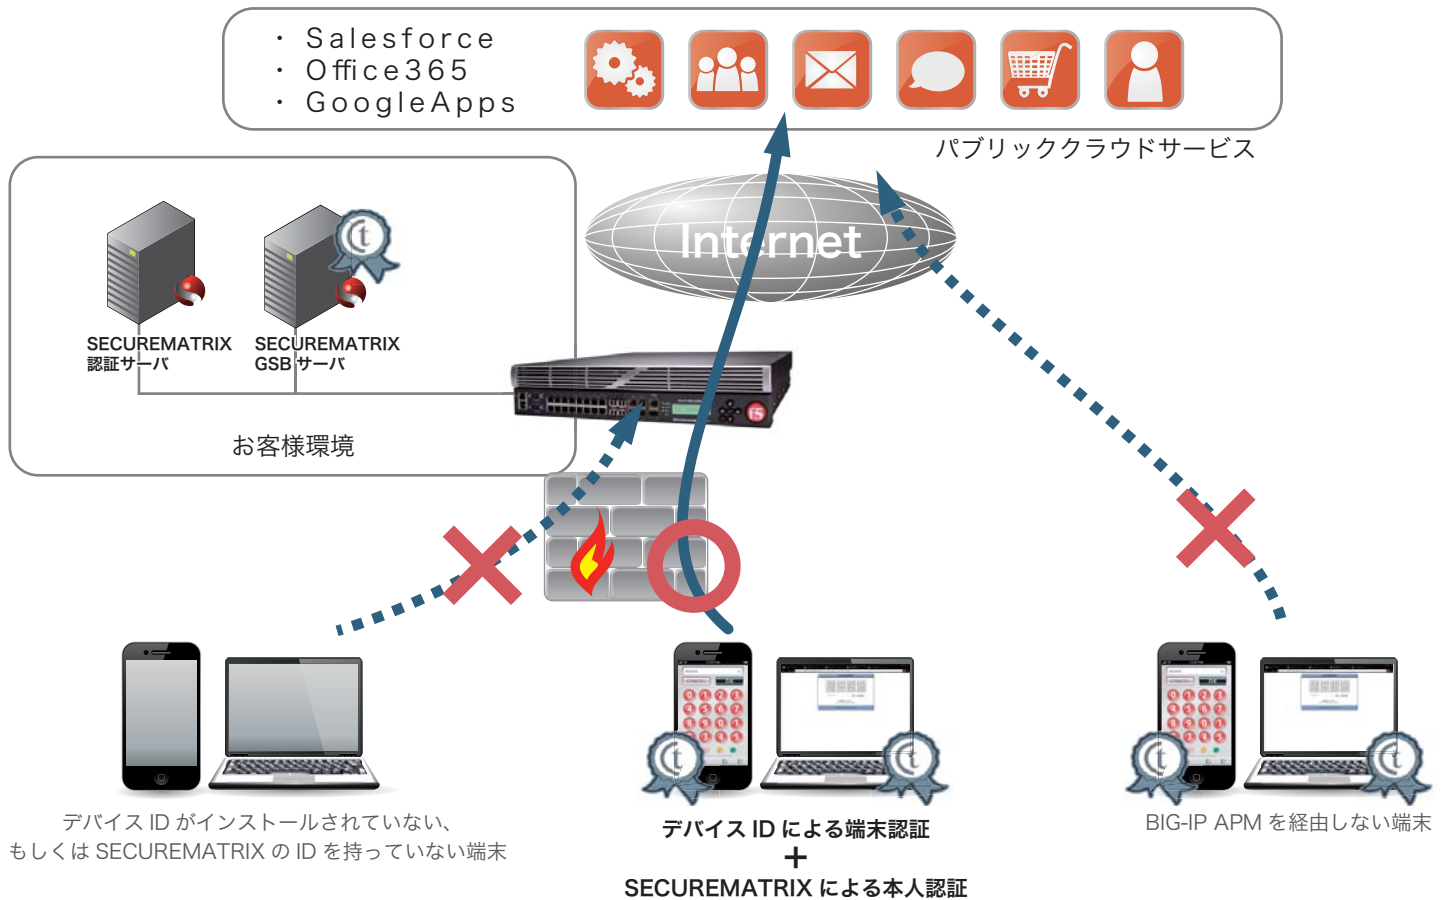 ・ Salesforce
・ Office365
・ GoogleApps
パブリッククラウドサービス
Internet
SECUREMATRIX
認証サーバ
SECUREMATRIX
GSB サーバ
お客様環境
f5
デバイス ID がインストールされていない、
もしくは SECUREMATRIX の ID を持っていない端末
デバイス ID による端末認証
＋
SECUREMATRIX による本人認証
BIG-IP APM を経由しない端末